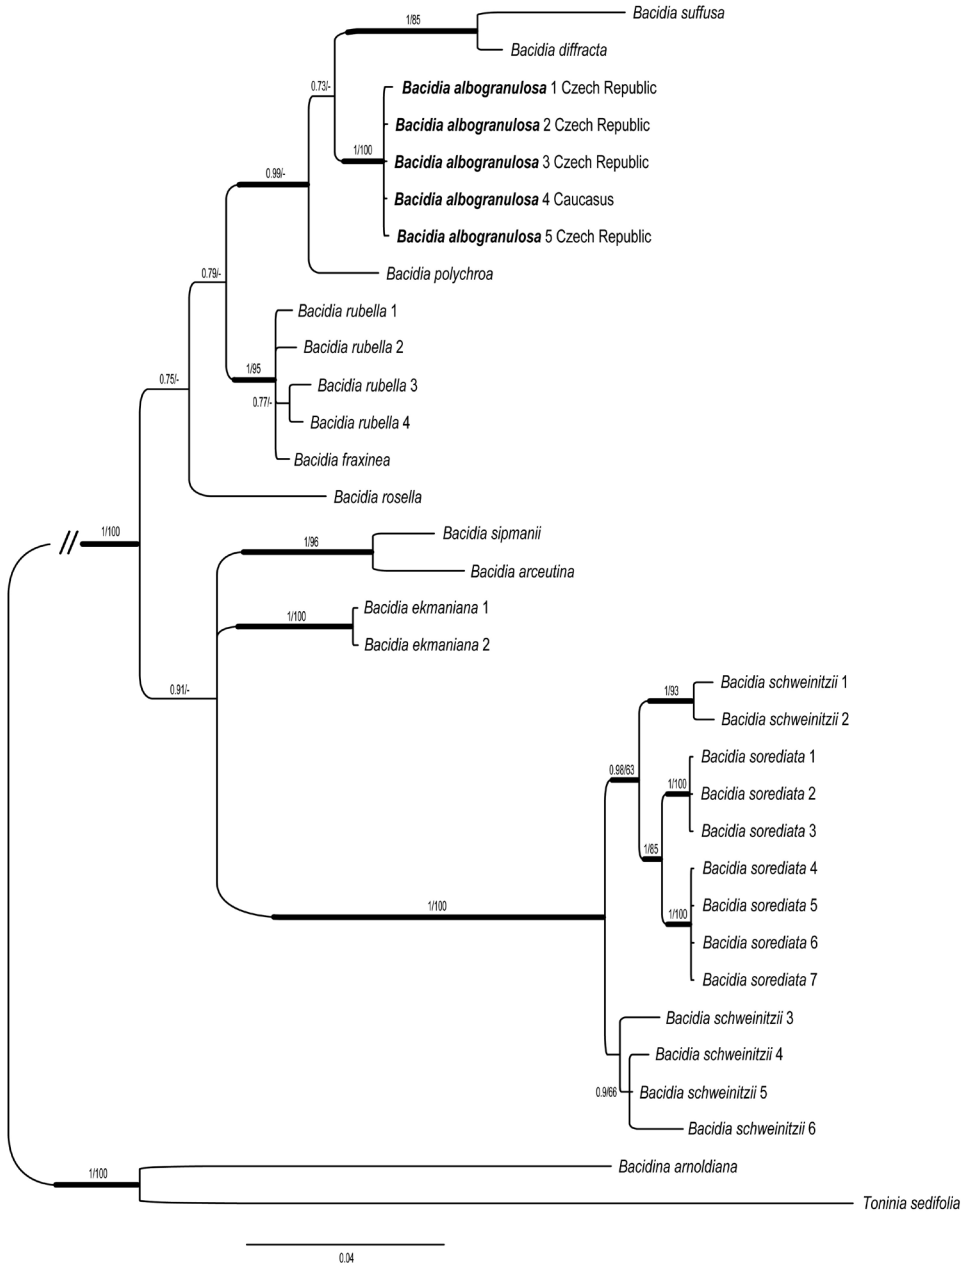 1/85
Bacidia suffusa
Bacidia diffracta
0.73/-
Bacidia albogranulosa 1 Czech Republic
Bacidia albogranulosa 2 Czech Republic
1/100
Bacidia albogranulosa 3 Czech Republic
0.99/-
Bacidia albogranulosa 4 Caucasus
Bacidia albogranulosa 5 Czech Republic
0.79/-
Bacidia polychroa
Bacidia rubella 1
Bacidia rubella 2
1/95
0.75/-
Bacidia rubella 3
0.77/-
Bacidia rubella 4
Bacidia fraxinea
Bacidia rosella
1/100
//
Bacidia sipmanii
1/96
Bacidia arceutina
Bacidia ekmaniana 1
1/100
Bacidia ekmaniana 2
0.91/-
Bacidia schweinitzii 1
1/93
Bacidia schweinitzii 2
Bacidia sorediata 1
0.98/63
1/100
Bacidia sorediata 2
Bacidia sorediata 3
1/85
Bacidia sorediata 4
Bacidia sorediata 5
1/100
1/100
Bacidia sorediata 6
Bacidia sorediata 7
Bacidia schweinitzii 3
Bacidia schweinitzii 4
0.9/66
Bacidia schweinitzii 5
Bacidia schweinitzii 6
1/100
Bacidina arnoldiana
Toninia sedifolia
0.04